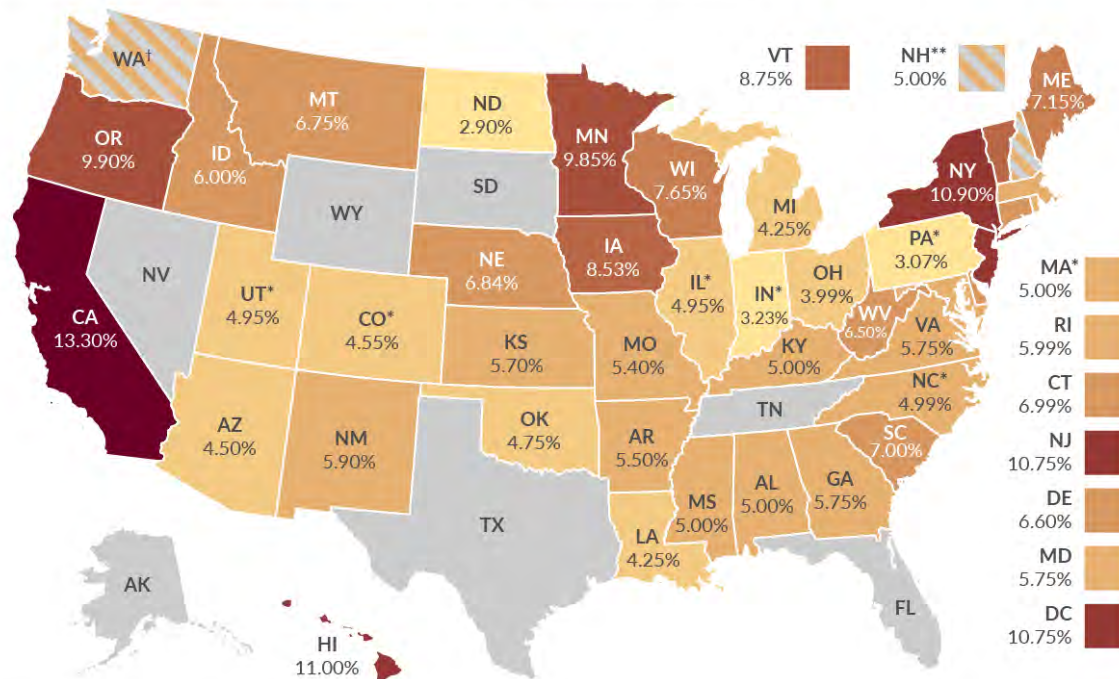 WA†
VT
8.75%
NH**
5.00%
ME
7.15%
MT
6.75%
ND
2.90%
MN
9.85%
OR
9.90%
ID
6.00%
WI
7.65%
NY
10.90%
SD
WY
MI
4.25%
IA
8.53%
NE
6.84%
PA*
3.07%
NV
UT*
4.95%
CO*
4.55%
IL*
4.95%
IN*
3.23%
OH
3.99%
WV
6.50%
VA
5.75%
CA
13.30%
KS
5.70%
MO
5.40%
KY
5.00%
NC*
4.99%
TN
AZ
4.50%
NM
5.90%
OK
4.75%
AR
5.50%
SC
7.00%
MS
5.00%
AL
5.00%
GA
5.75%
TX
LA
4.25%
AK
HI
11.00%
FL
MA*
5.00%
RI
5.99%
CT
6.99%
NJ
10.75%
DE
6.60%
MD
5.75%
DC
10.75%